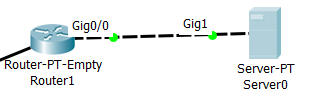 Gig0/0
Gig1
Router-PT-Empty
Router1
Server-PT
Server0